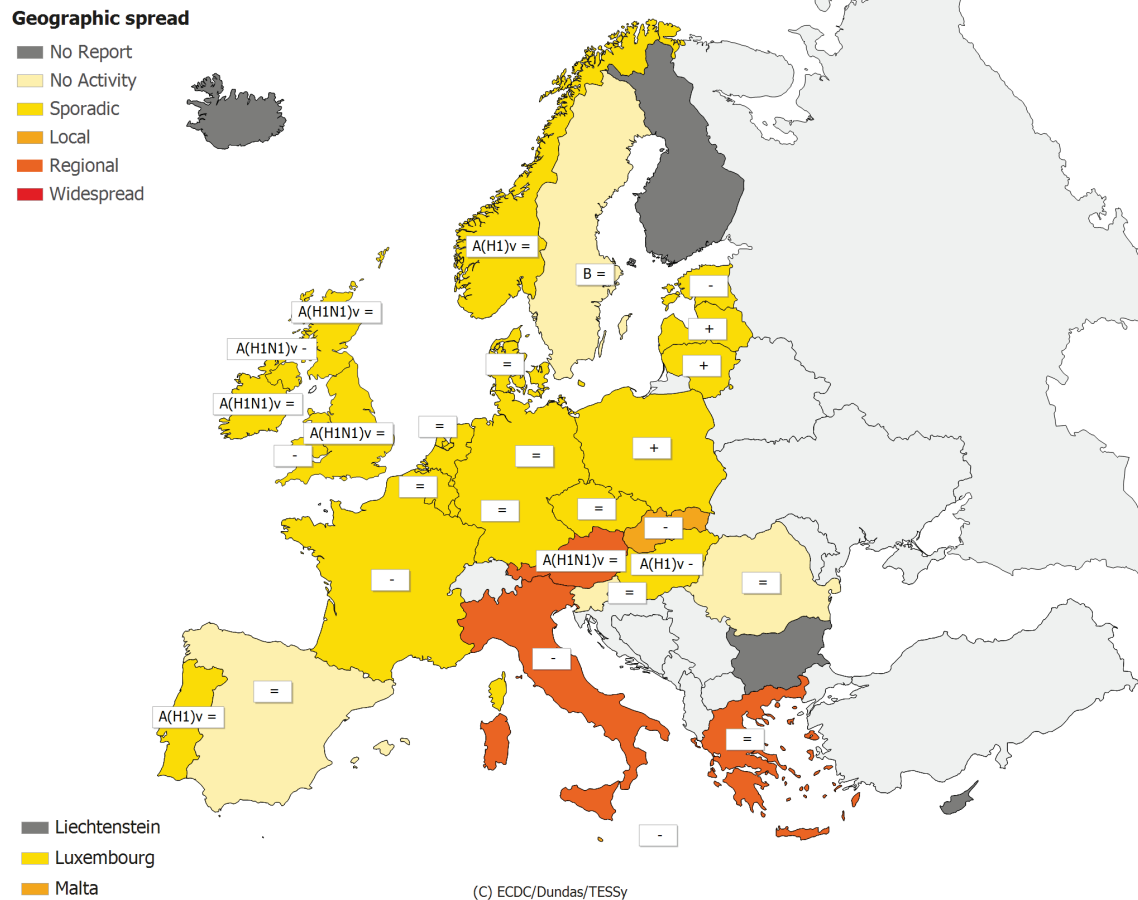 Geographic spread
No Report
No Activity
Sporadic
Local
Regional
Widespread
A(H1)v =
B =
-
A(H1N1)v =
+
A(H1N1)v -
=
+
A(H1N1)v =
=
A(H1N1)v =
+
-
=
=
=
=
-
A(H1N1)v =
A(H1)v -
-
=
=
-
=
A(H1)v =
=
-
Liechtenstein
Luxembourg
Malta
(C) ECDC/Dundas/TESSy